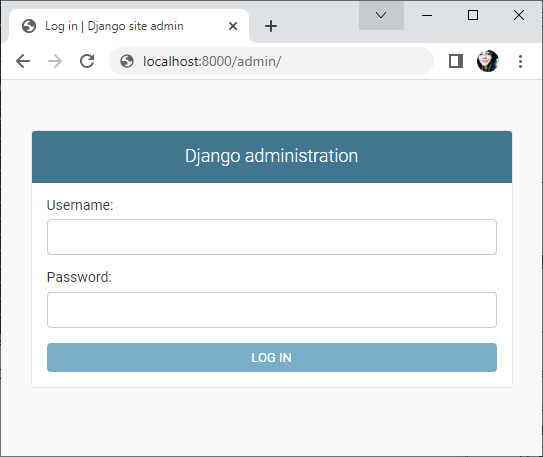 Log in | Django site admin
localhost:8000/admin/
Django administration
Username:
Password:
LOG IN